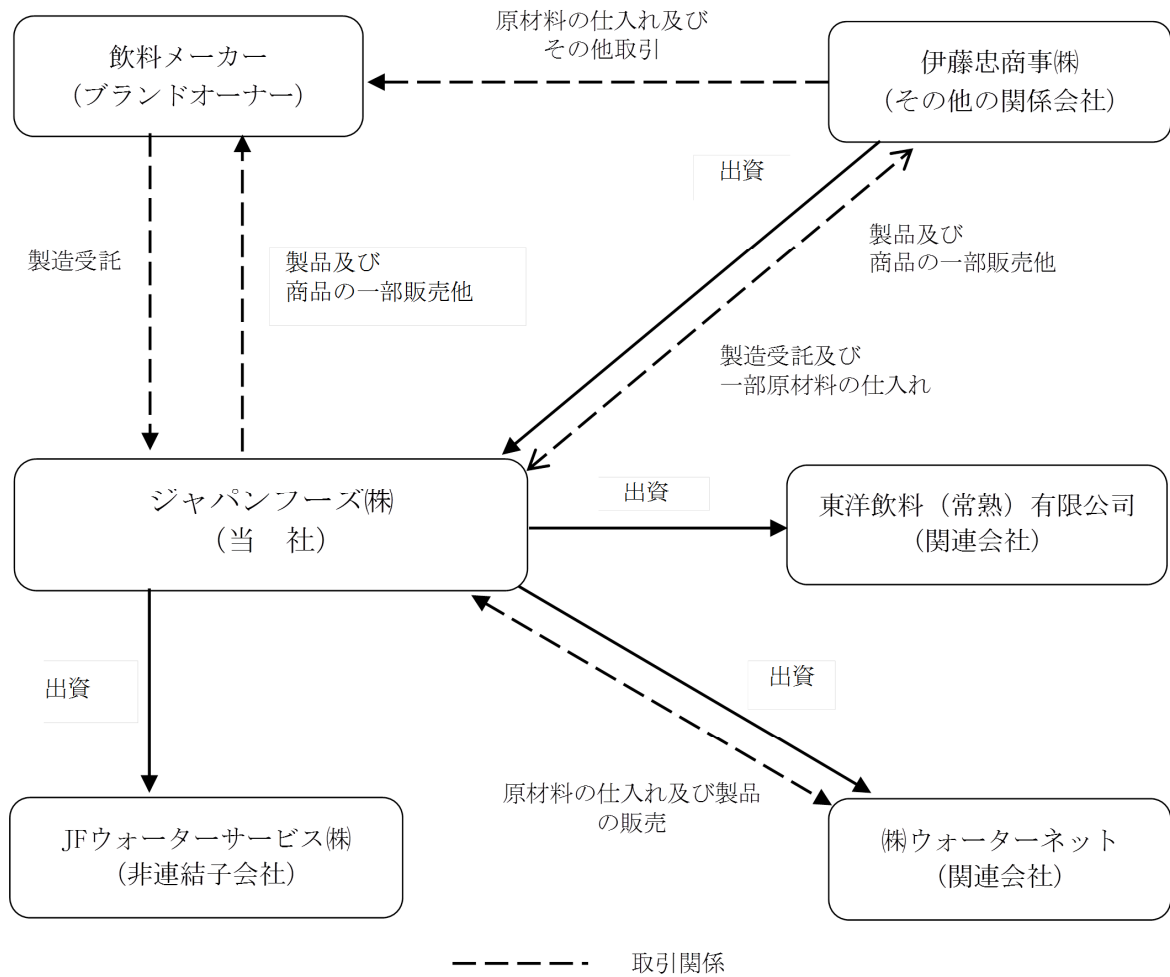 原材料の仕入れ及び
その他取引
飲料メーカー
（ブランドオーナー）
伊藤忠商事㈱
（その他の関係会社）
出資
製造受託
製品及び
商品の一部販売他
製品及び
商品の一部販売他
製造受託及び
一部原材料の仕入れ
ジャパンフーズ㈱
（当　社）
出資
東洋飲料（常熟）有限公司
（関連会社）
出資
出資
原材料の仕入れ及び製品
の販売
JFウォーターサービス㈱
（非連結子会社）
㈱ウォーターネット
（関連会社）
取引関係